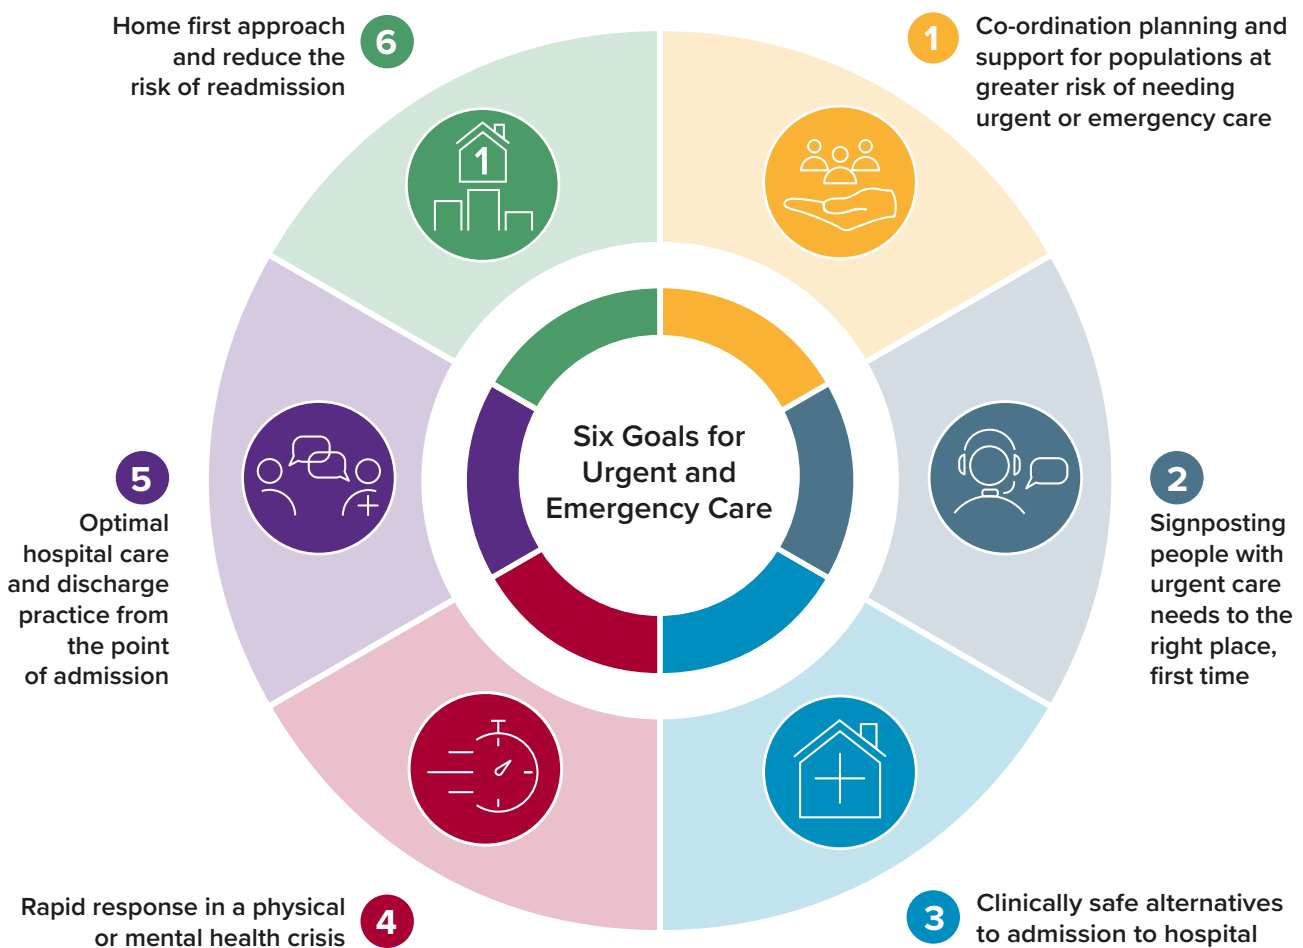 Six Goals for
Urgent and
Emergency Care
1
Co-ordination planning and
support for populations at
greater risk of needing
urgent or emergency care
2
Signposting
people with
urgent care
needs to the
right place,
first time
3
Clinically safe alternatives
to admission to hospital
4
Rapid response in a physical
or mental health crisis
5
Optimal
hospital care
and discharge
practice from
the point
of admission
6
Home first approach
and reduce the
risk of readmission
1